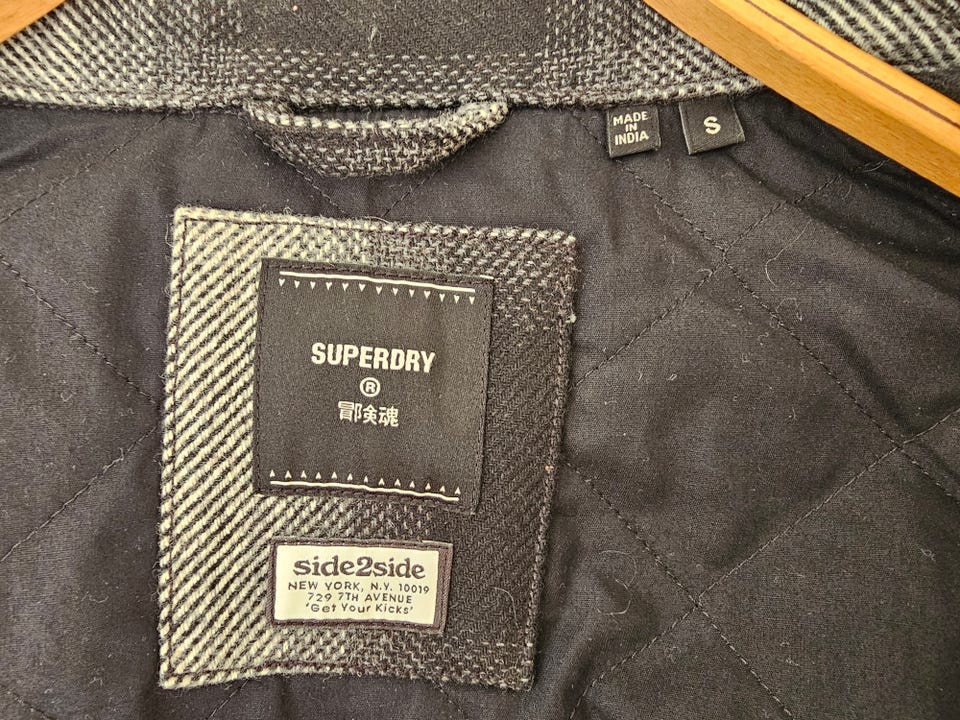 MADE
IN
INDIA
S
SUPERDRY
®
冒険魂
side2side
NEW YORK, N.Y. 10019
729 7TH AVENUE
'Get Your Kicks'